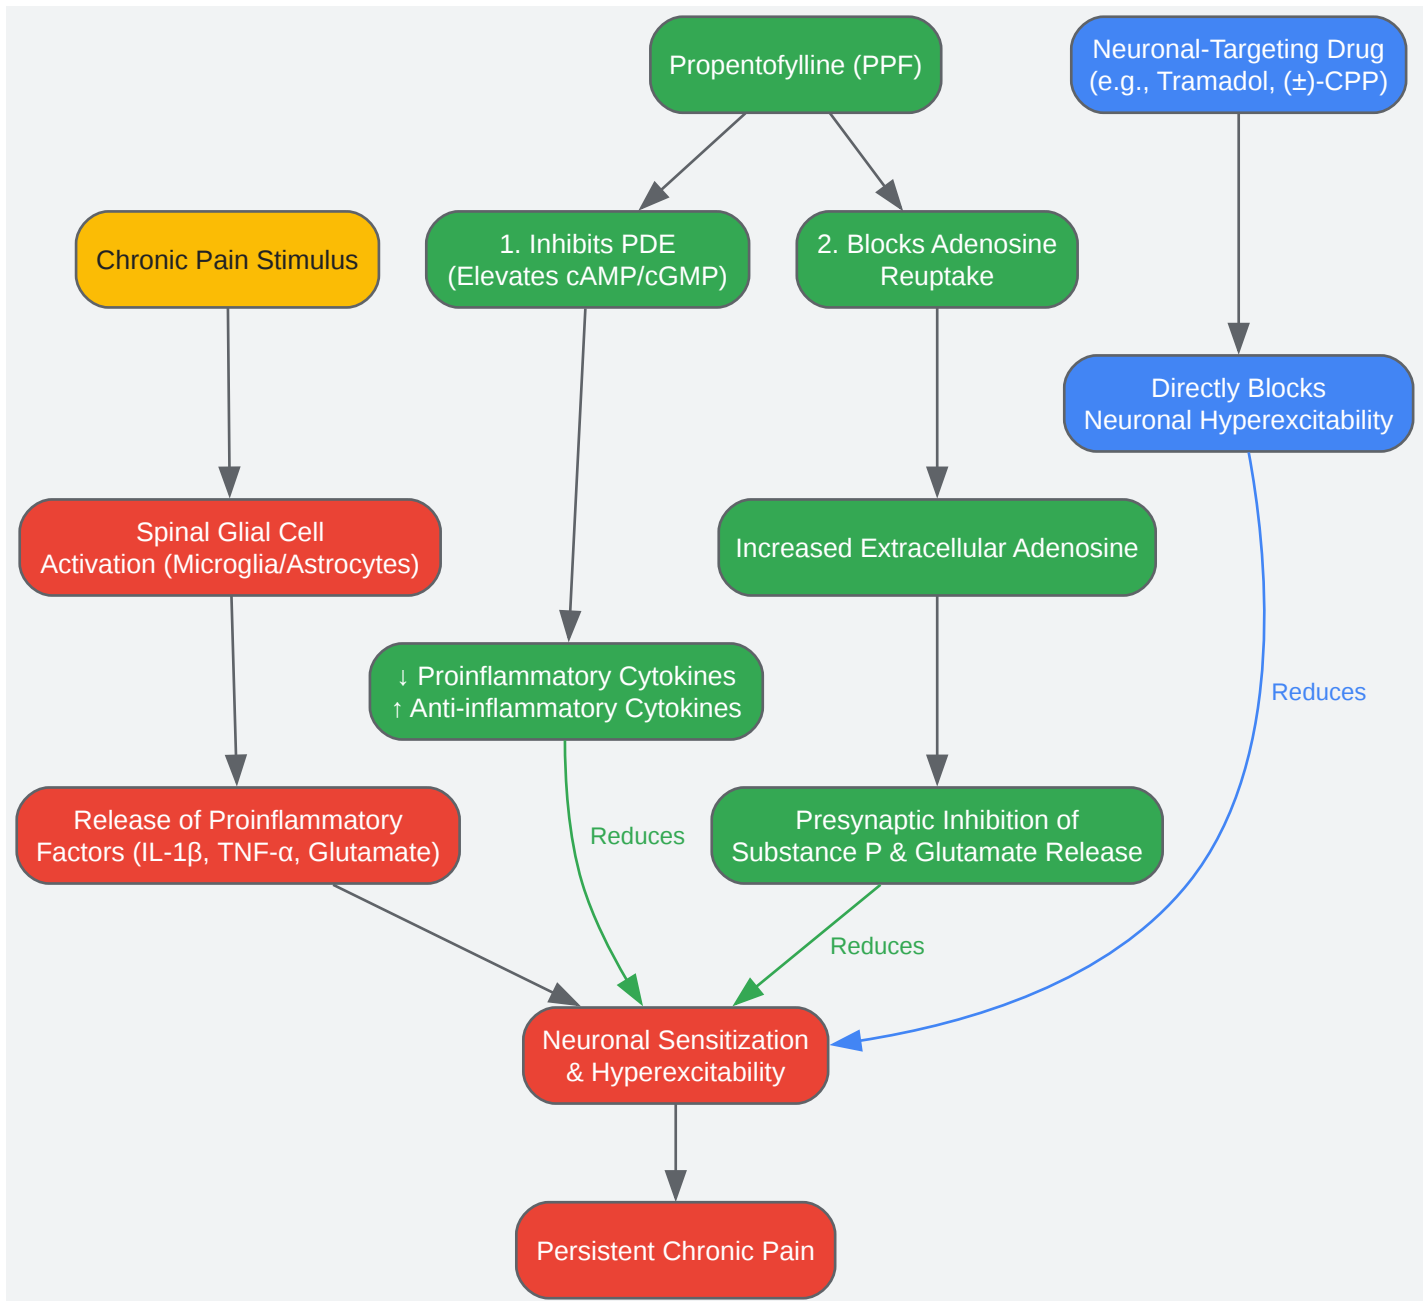 Propentofylline (PPF)
Neuronal-Targeting Drug
(e.g., Tramadol, (±)-CPP)
Chronic Pain Stimulus
1. Inhibits PDE
(Elevates cAMP/cGMP)
2. Blocks Adenosine
Reuptake
Directly Blocks
Neuronal Hyperexcitability
Spinal Glial Cell
Activation (Microglia/Astrocytes)
Increased Extracellular Adenosine
↓ Proinflammatory Cytokines
↑ Anti-inflammatory Cytokines
Reduces
Release of Proinflammatory
Factors (IL-1β, TNF-α, Glutamate)
Reduces
Presynaptic Inhibition of
Substance P & Glutamate Release
Reduces
Neuronal Sensitization
& Hyperexcitability
Persistent Chronic Pain